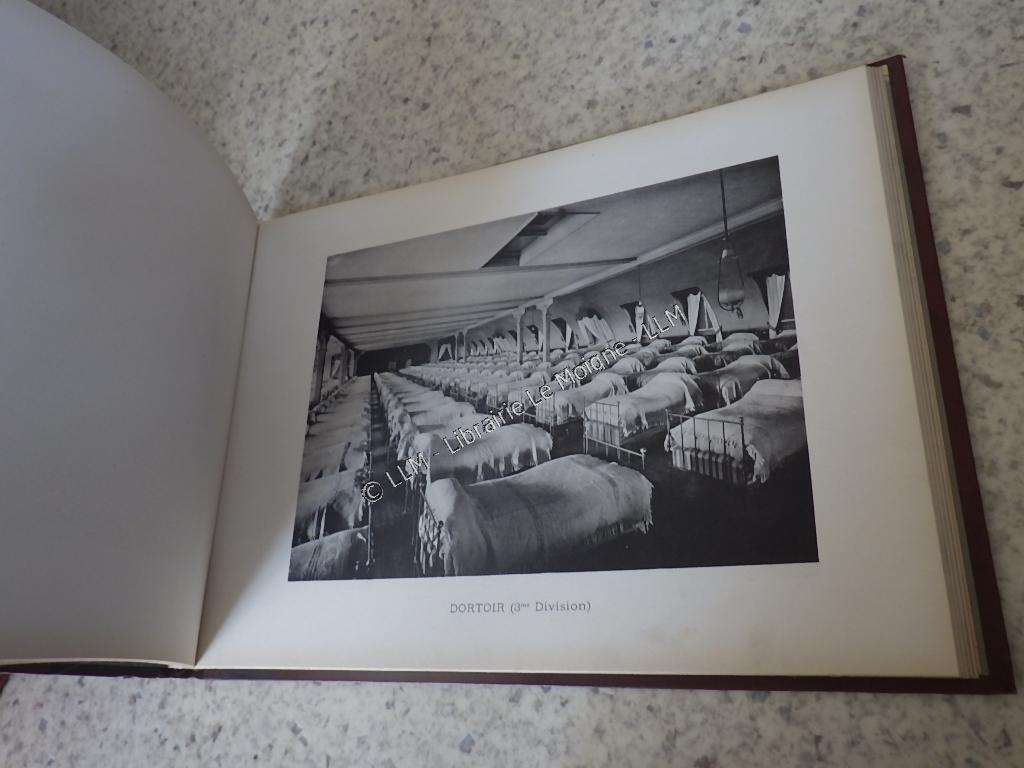 © LLM - Librairie Le Moigne - LLM
DORTOIR (3me Division)